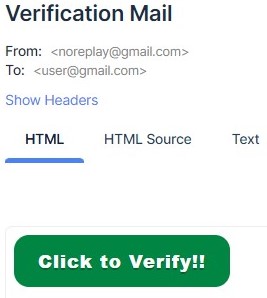 Verification Mail
From: <noreplay@gmail.com>
To: <user@gmail.com>
Show Headers
HTML HTML Source Text
Click to Verify!!